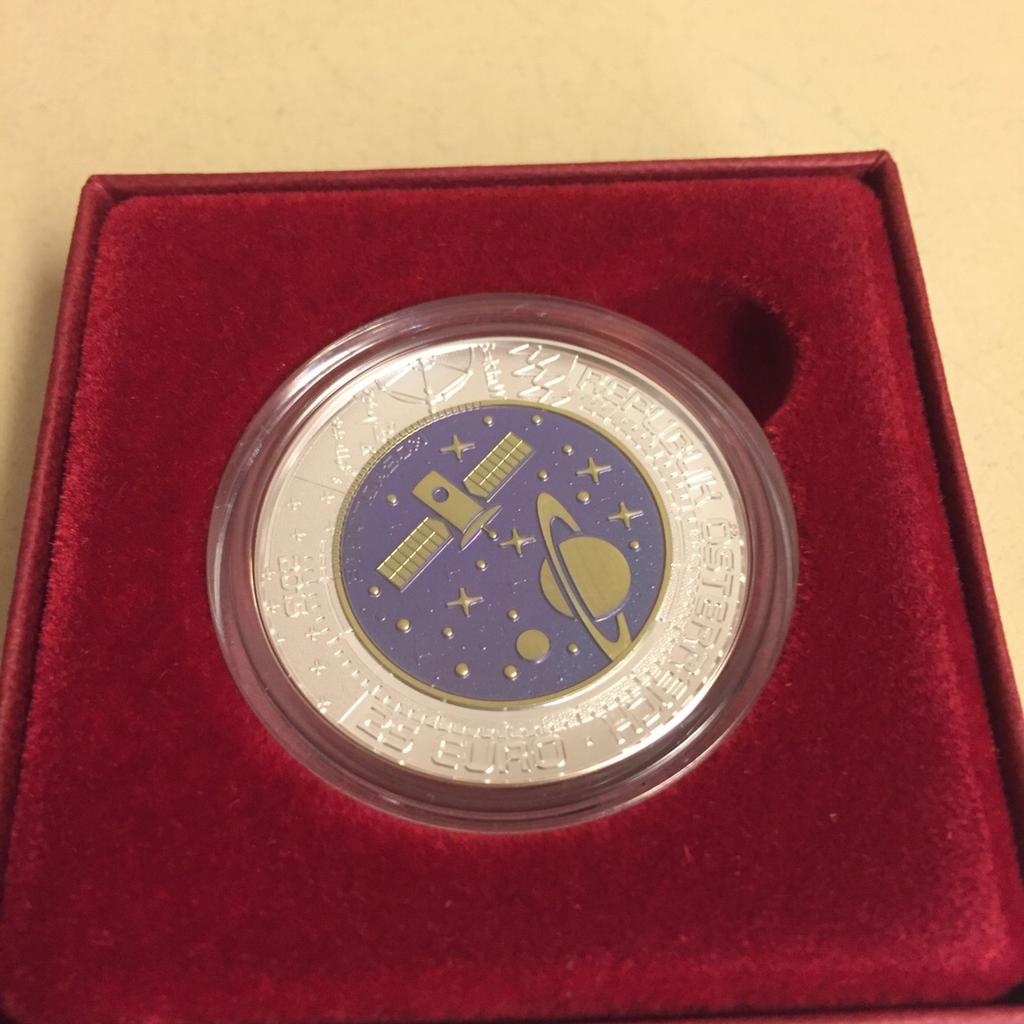 REPUBLIK ÖSTERREICH · 25 EURO